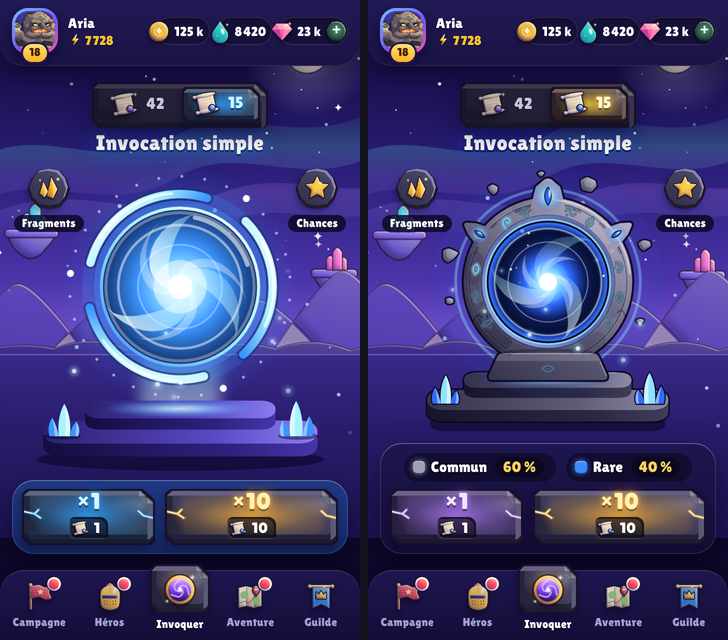 Aria
7728
18
125 k
8420
23 k
42
15
Invocation simple
Fragments
Chances
×1
1
×10
10
Campagne
Héros
Invoquer
Aventure
Guilde
Aria
7728
18
125 k
8420
23 k
42
15
Invocation simple
Fragments
Chances
Commun 60 %
Rare 40 %
×1
1
×10
10
Campagne
Héros
Invoquer
Aventure
Guilde